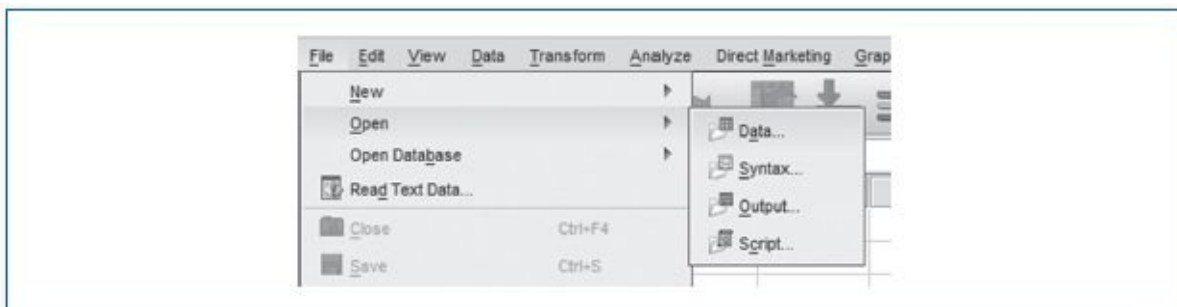 File Edit View Data Transform Analyze Direct Marketing Grap
New
Open
Open Database
Read Text Data...
Close Ctrl+F4
Save Ctrl+S
Data...
Syntax...
Output...
Script...